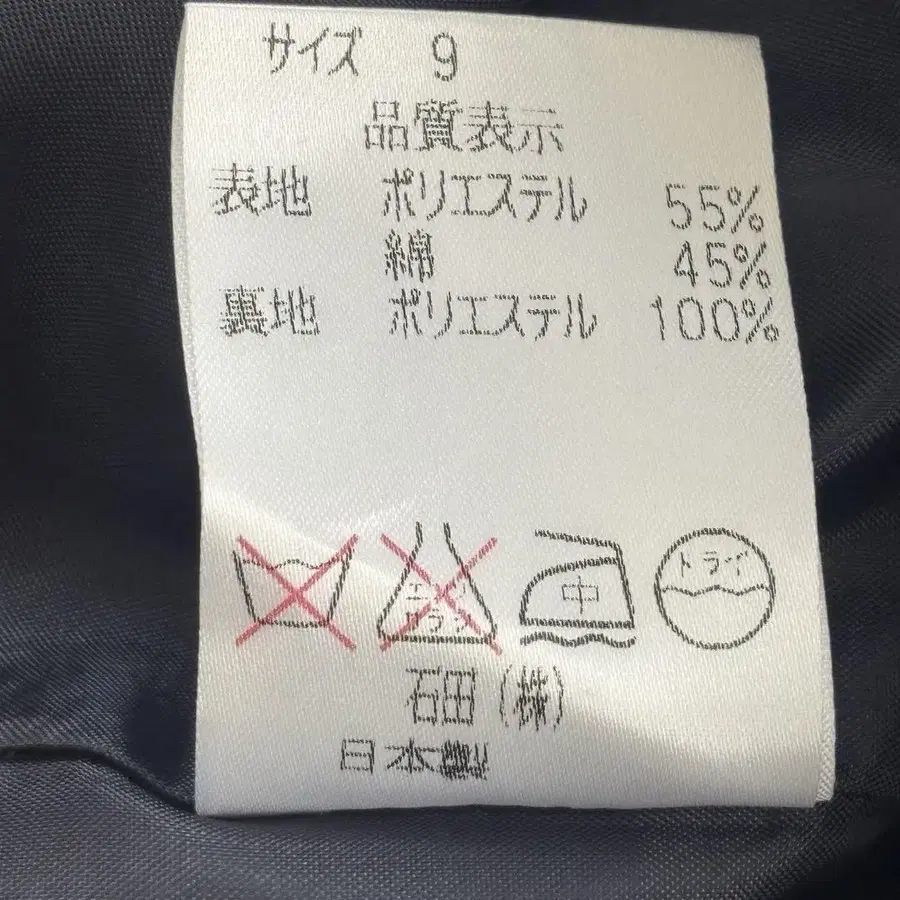 サイズ 9
品質表示
表地 ポリエステル 55%
綿 45%
裏地 ポリエステル 100%
エンソ サラシ 中 ドライ
石田(株)
日本製